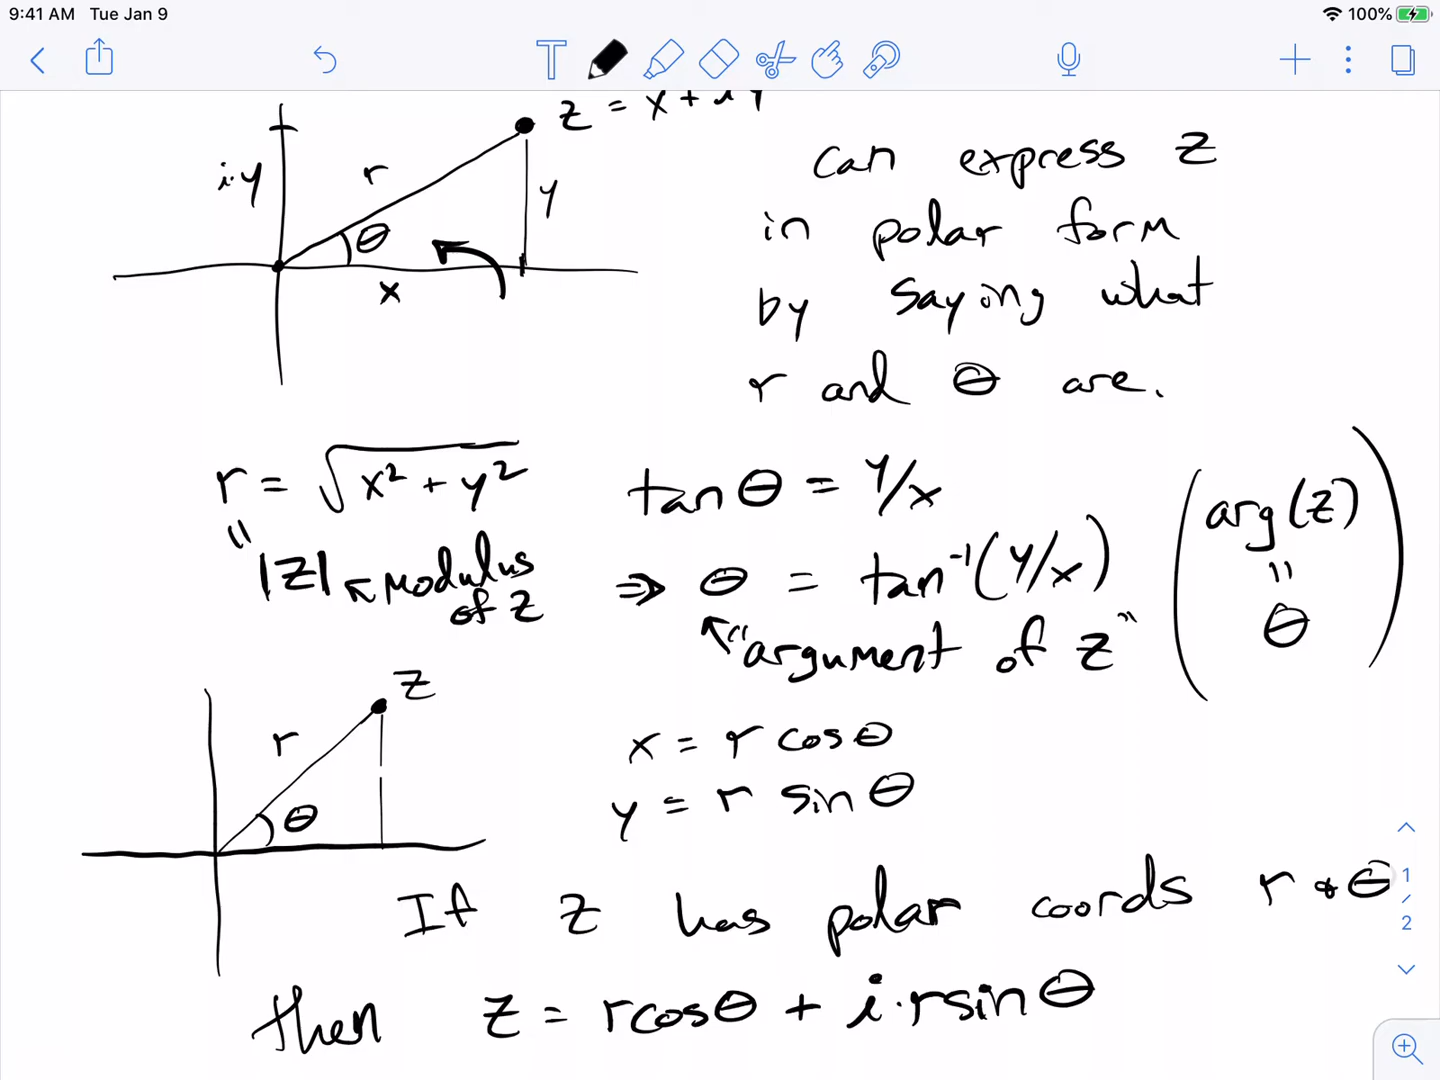 9:41 AM Tue Jan 9
100%
z = x + iy
i·y
r
θ
y
x
can express z
in polar form
by saying what
r and θ are.
r = √(x² + y²)
tan θ = y/x
"
|z| ↖ modulus
of z
⇒ θ = tan⁻¹(y/x)
↖ "argument of z"
( arg(z)
"
θ )
z
r
θ
x = r cos θ
y = r sin θ
If z has polar coords r & θ
then z = r cos θ + i · r sin θ
1
/
2